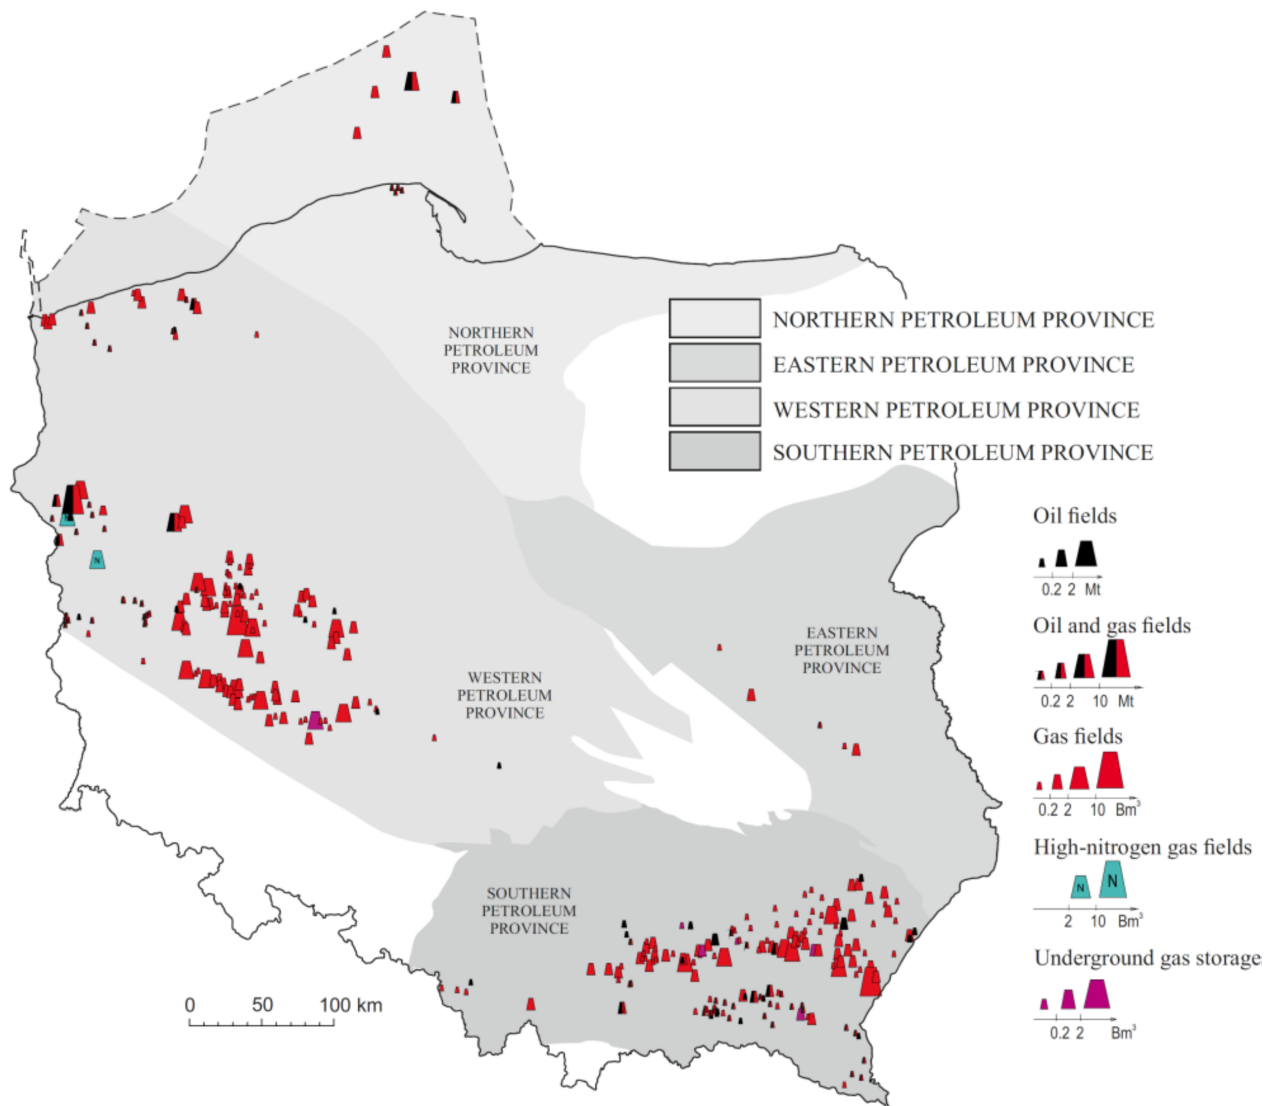 NORTHERN
PETROLEUM
PROVINCE
NORTHERN PETROLEUM PROVINCE
EASTERN PETROLEUM PROVINCE
WESTERN PETROLEUM PROVINCE
SOUTHERN PETROLEUM PROVINCE
Oil fields
0.2 2 Mt
Oil and gas fields
0.2 2 10 Mt
Gas fields
0.2 2 10 Bm³
High-nitrogen gas fields
N N
2 10 Bm³
Underground gas storages
0.2 2 Bm³
N
EASTERN
PETROLEUM
PROVINCE
WESTERN
PETROLEUM
PROVINCE
SOUTHERN
PETROLEUM
PROVINCE
0 50 100 km